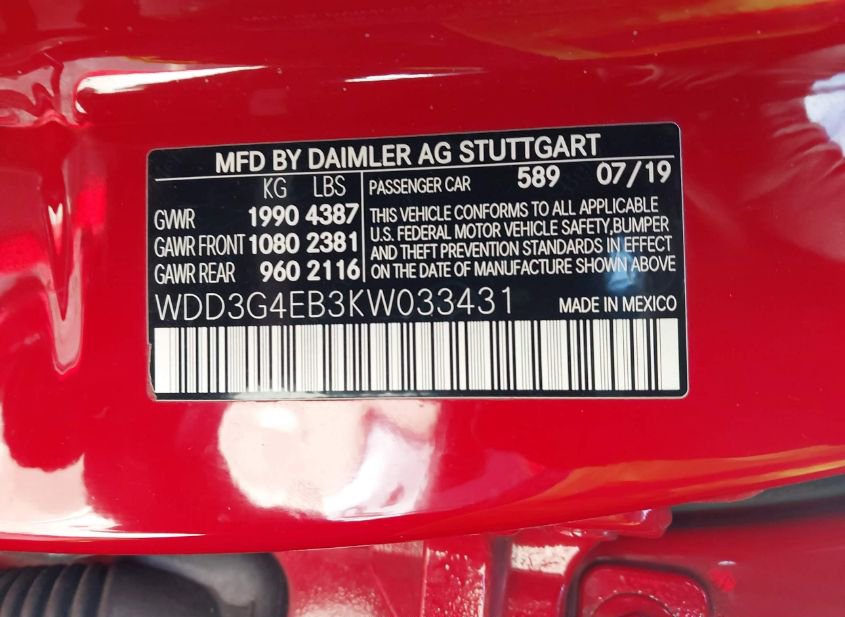 MFD BY DAIMLER AG STUTTGART
KG LBS
GVWR 1990 4387
GAWR FRONT 1080 2381
GAWR REAR 960 2116
PASSENGER CAR 589 07/19
THIS VEHICLE CONFORMS TO ALL APPLICABLE
U.S. FEDERAL MOTOR VEHICLE SAFETY,BUMPER
AND THEFT PREVENTION STANDARDS IN EFFECT
ON THE DATE OF MANUFACTURE SHOWN ABOVE
WDD3G4EB3KW033431 MADE IN MEXICO